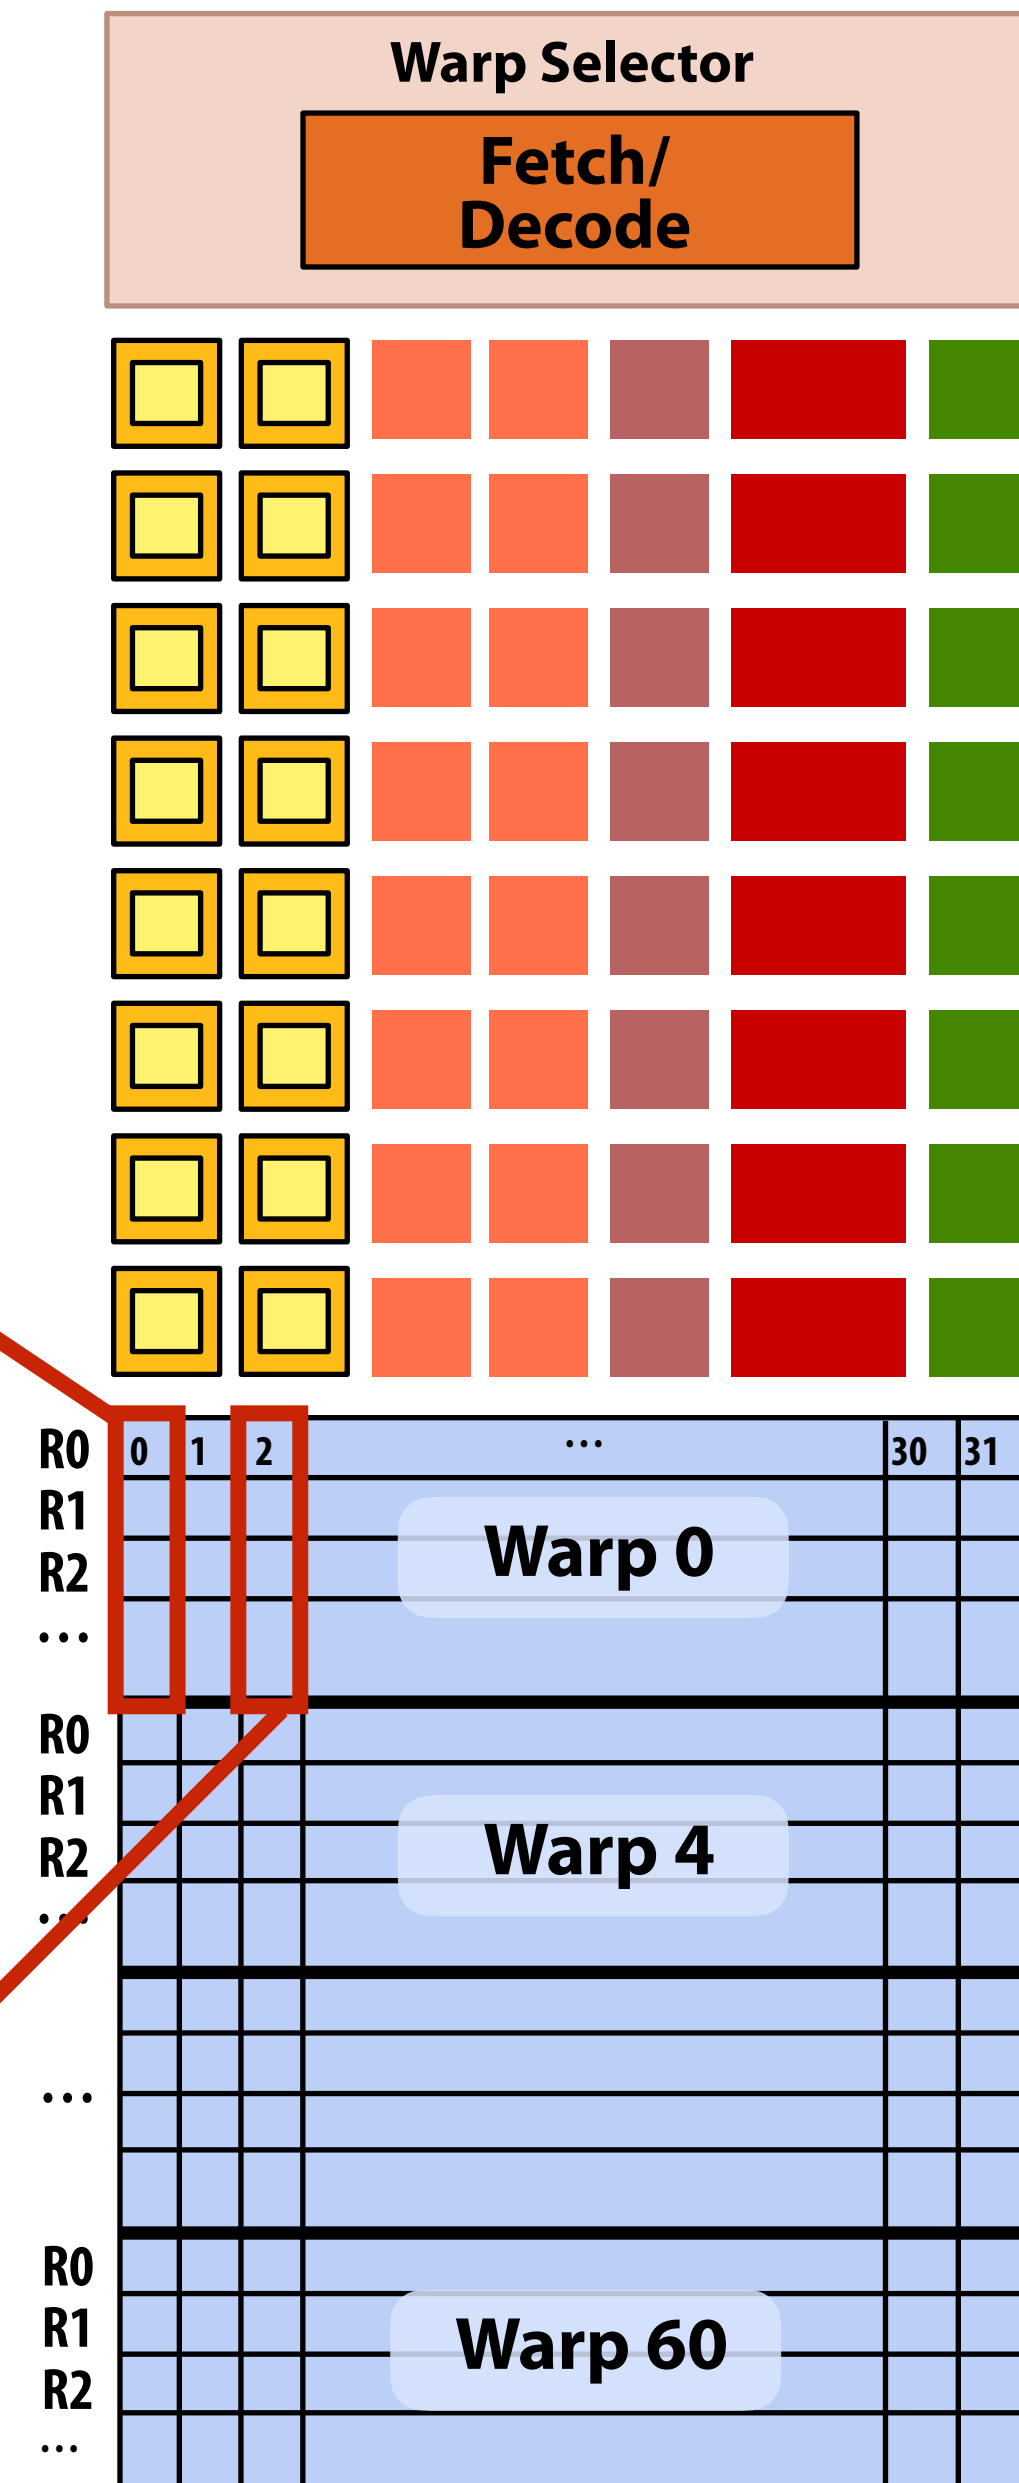 Warp Selector
Fetch/
Decode
R0 0 1 2 ... 30 31
R1
Warp 0
R2
...
R0
R1
Warp 4
R2
...
...
R0
R1
Warp 60
R2
...